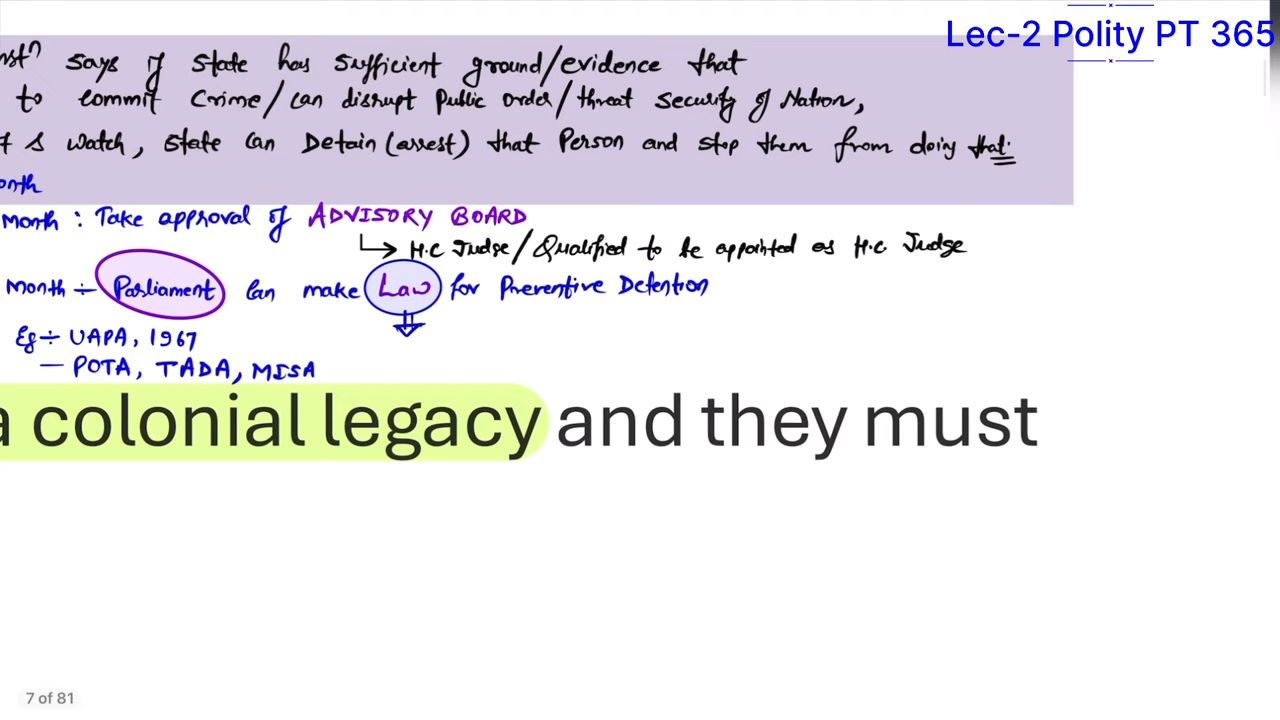 Lec-2 Polity PT 365
nstⁿ says if state has sufficient ground/evidence that
to commit Crime/can disrupt Public order/threat Security of Nation,
watch, state can Detain (arrest) that Person and stop them from doing that.
onth
Month : Take approval of ADVISORY BOARD
H.C Judge/Qualified to be appointed as H.C Judge
Month ÷ Parliament can make Law for Preventive Detention
Eg ÷ UAPA, 1967
— POTA, TADA, MISA
a colonial legacy and they must
7 of 81